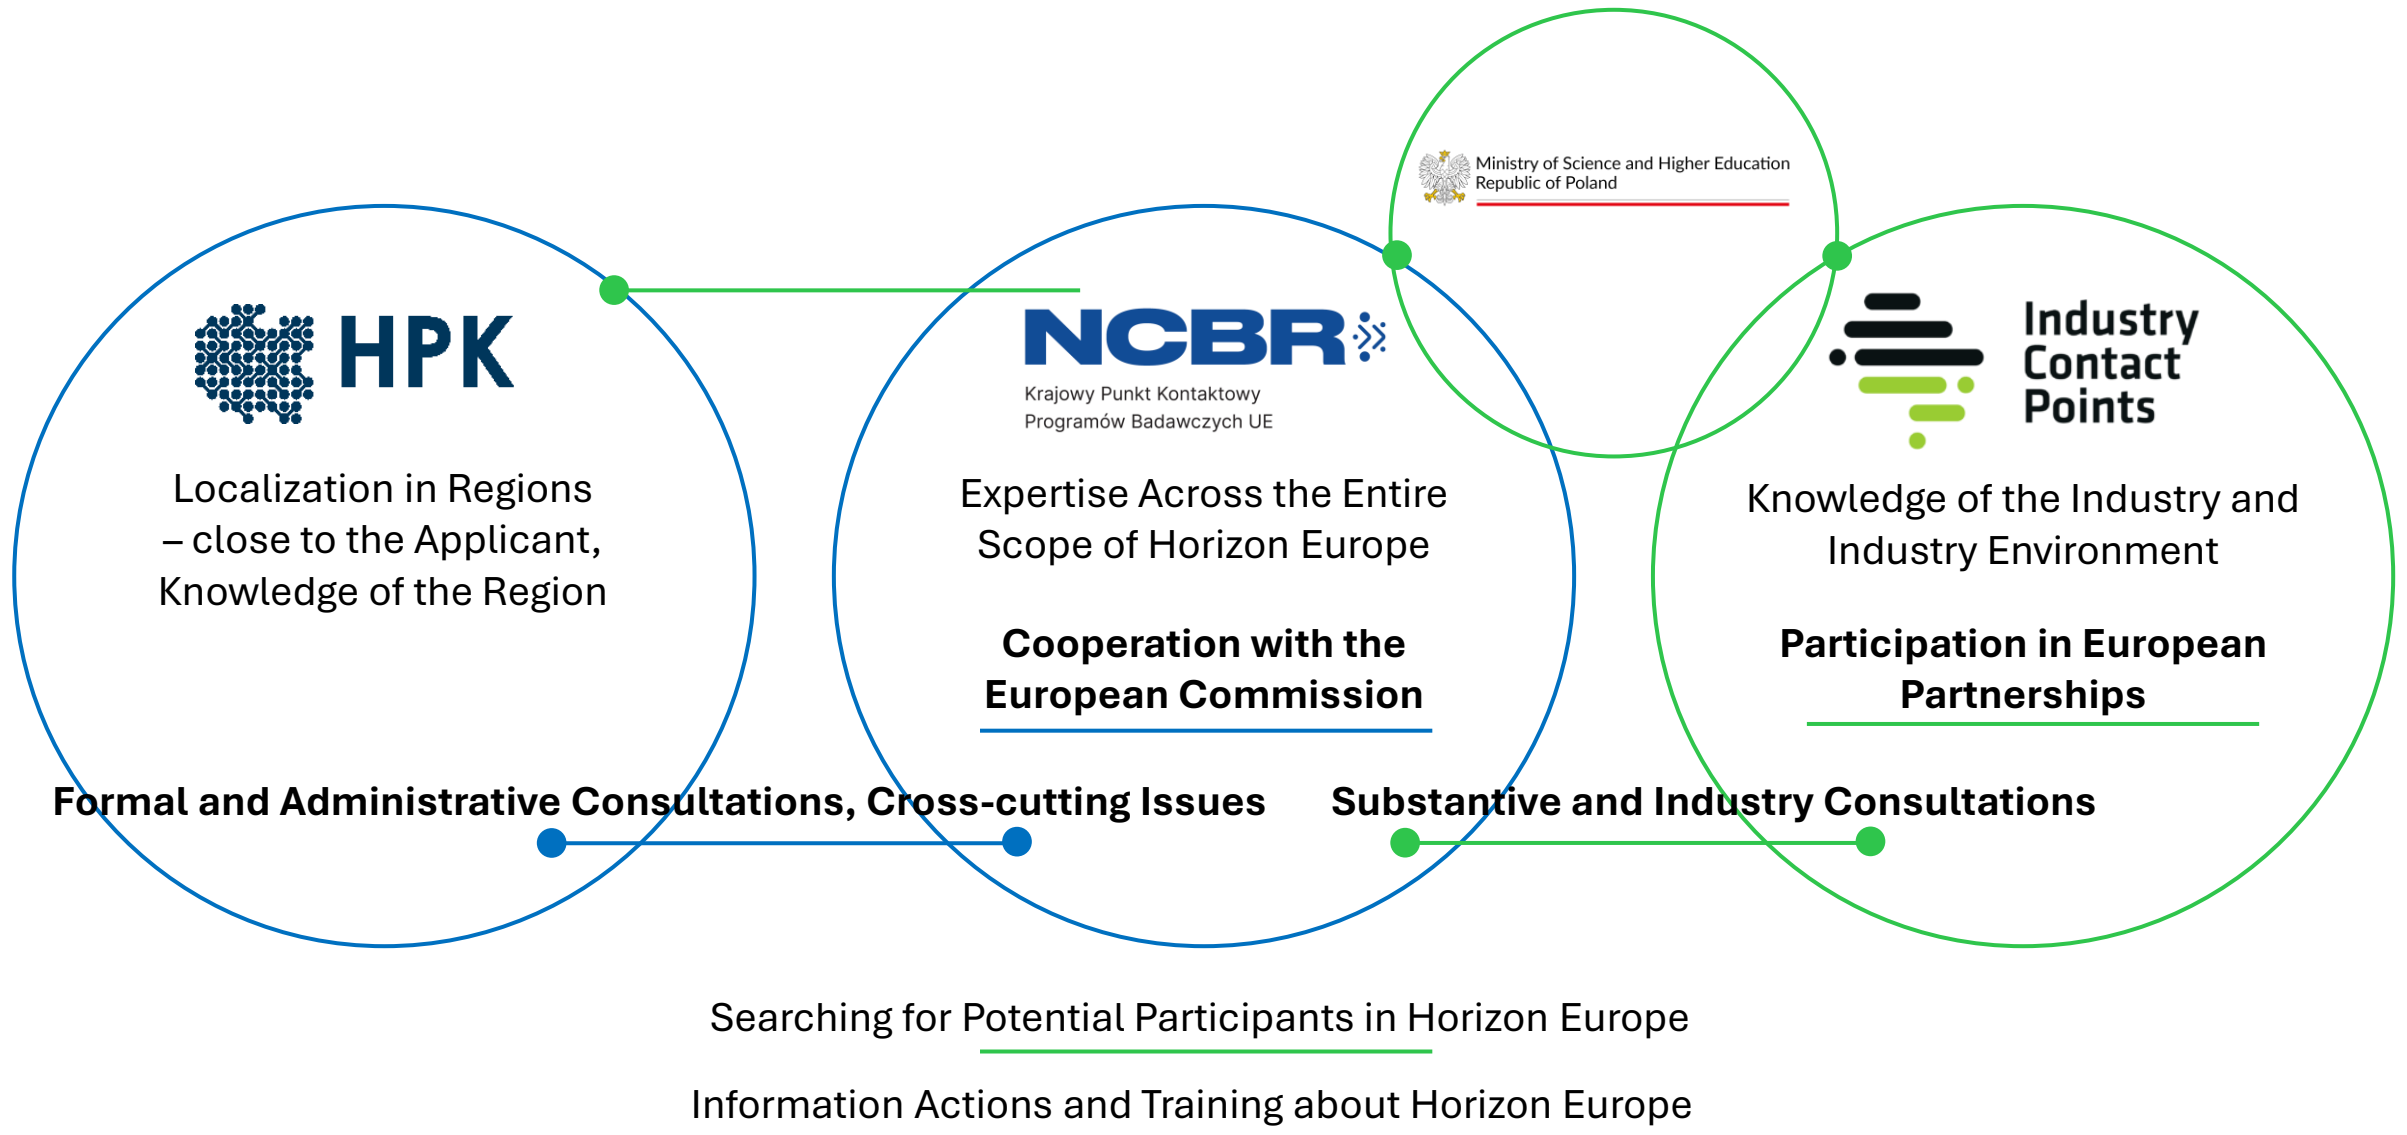 Ministry of Science and Higher Education
Republic of Poland
HPK
Localization in Regions
– close to the Applicant,
Knowledge of the Region
NCBR
Krajowy Punkt Kontaktowy
Programów Badawczych UE
Expertise Across the Entire
Scope of Horizon Europe
Cooperation with the
European Commission
Industry
Contact
Points
Knowledge of the Industry and
Industry Environment
Participation in European
Partnerships
Formal and Administrative Consultations, Cross-cutting Issues
Substantive and Industry Consultations
Searching for Potential Participants in Horizon Europe
Information Actions and Training about Horizon Europe